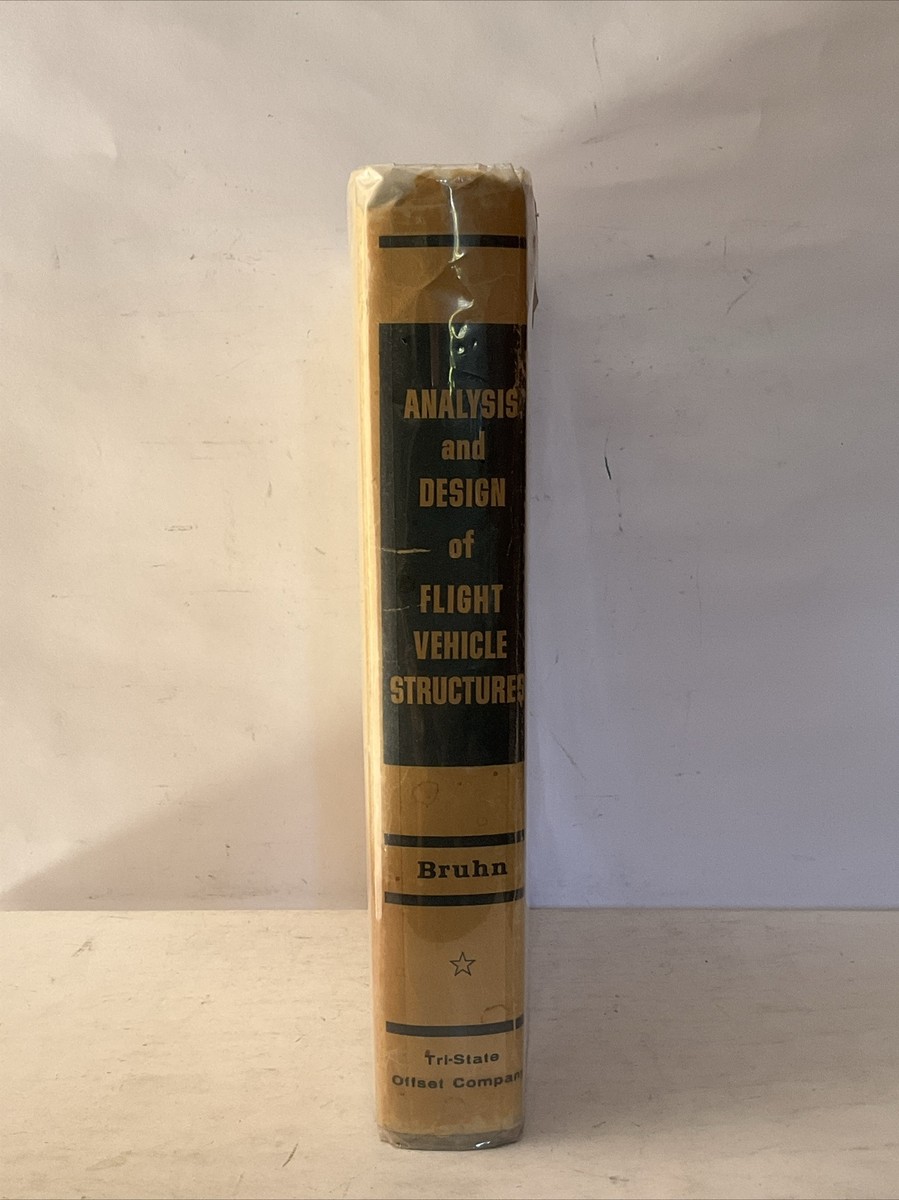 ANALYSIS
and
DESIGN
of
FLIGHT
VEHICLE
STRUCTURES
Bruhn
Tri-State
Offset Company